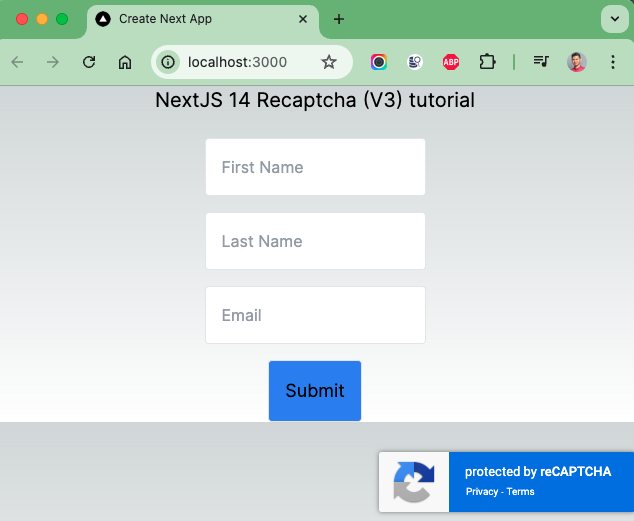 Create Next App
localhost:3000
ABP
NextJS 14 Recaptcha (V3) tutorial
First Name
Last Name
Email
Submit
protected by reCAPTCHA
Privacy - Terms